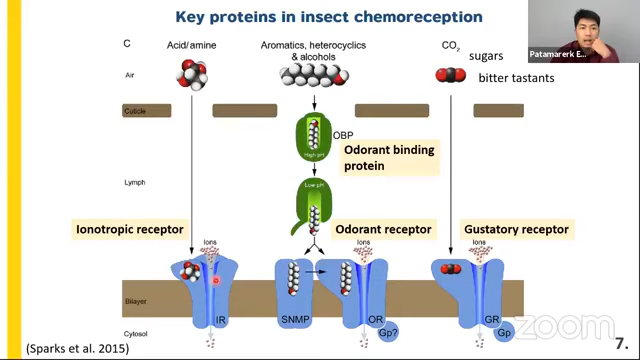 Key proteins in insect chemoreception
Patamarerk E...
C
Acid/amine
Aromatics, heterocyclics
& alcohols
CO2
sugars
bitter tastants
Air
Cuticle
OBP
High pH
Odorant binding
protein
Lymph
Low pH
Ionotropic receptor
Odorant receptor
Gustatory receptor
Ions
Ions
Ions
Bilayer
IR
SNMP
OR
GR
Cytosol
Gp?
Gp
zoom
(Sparks et al. 2015)
7.